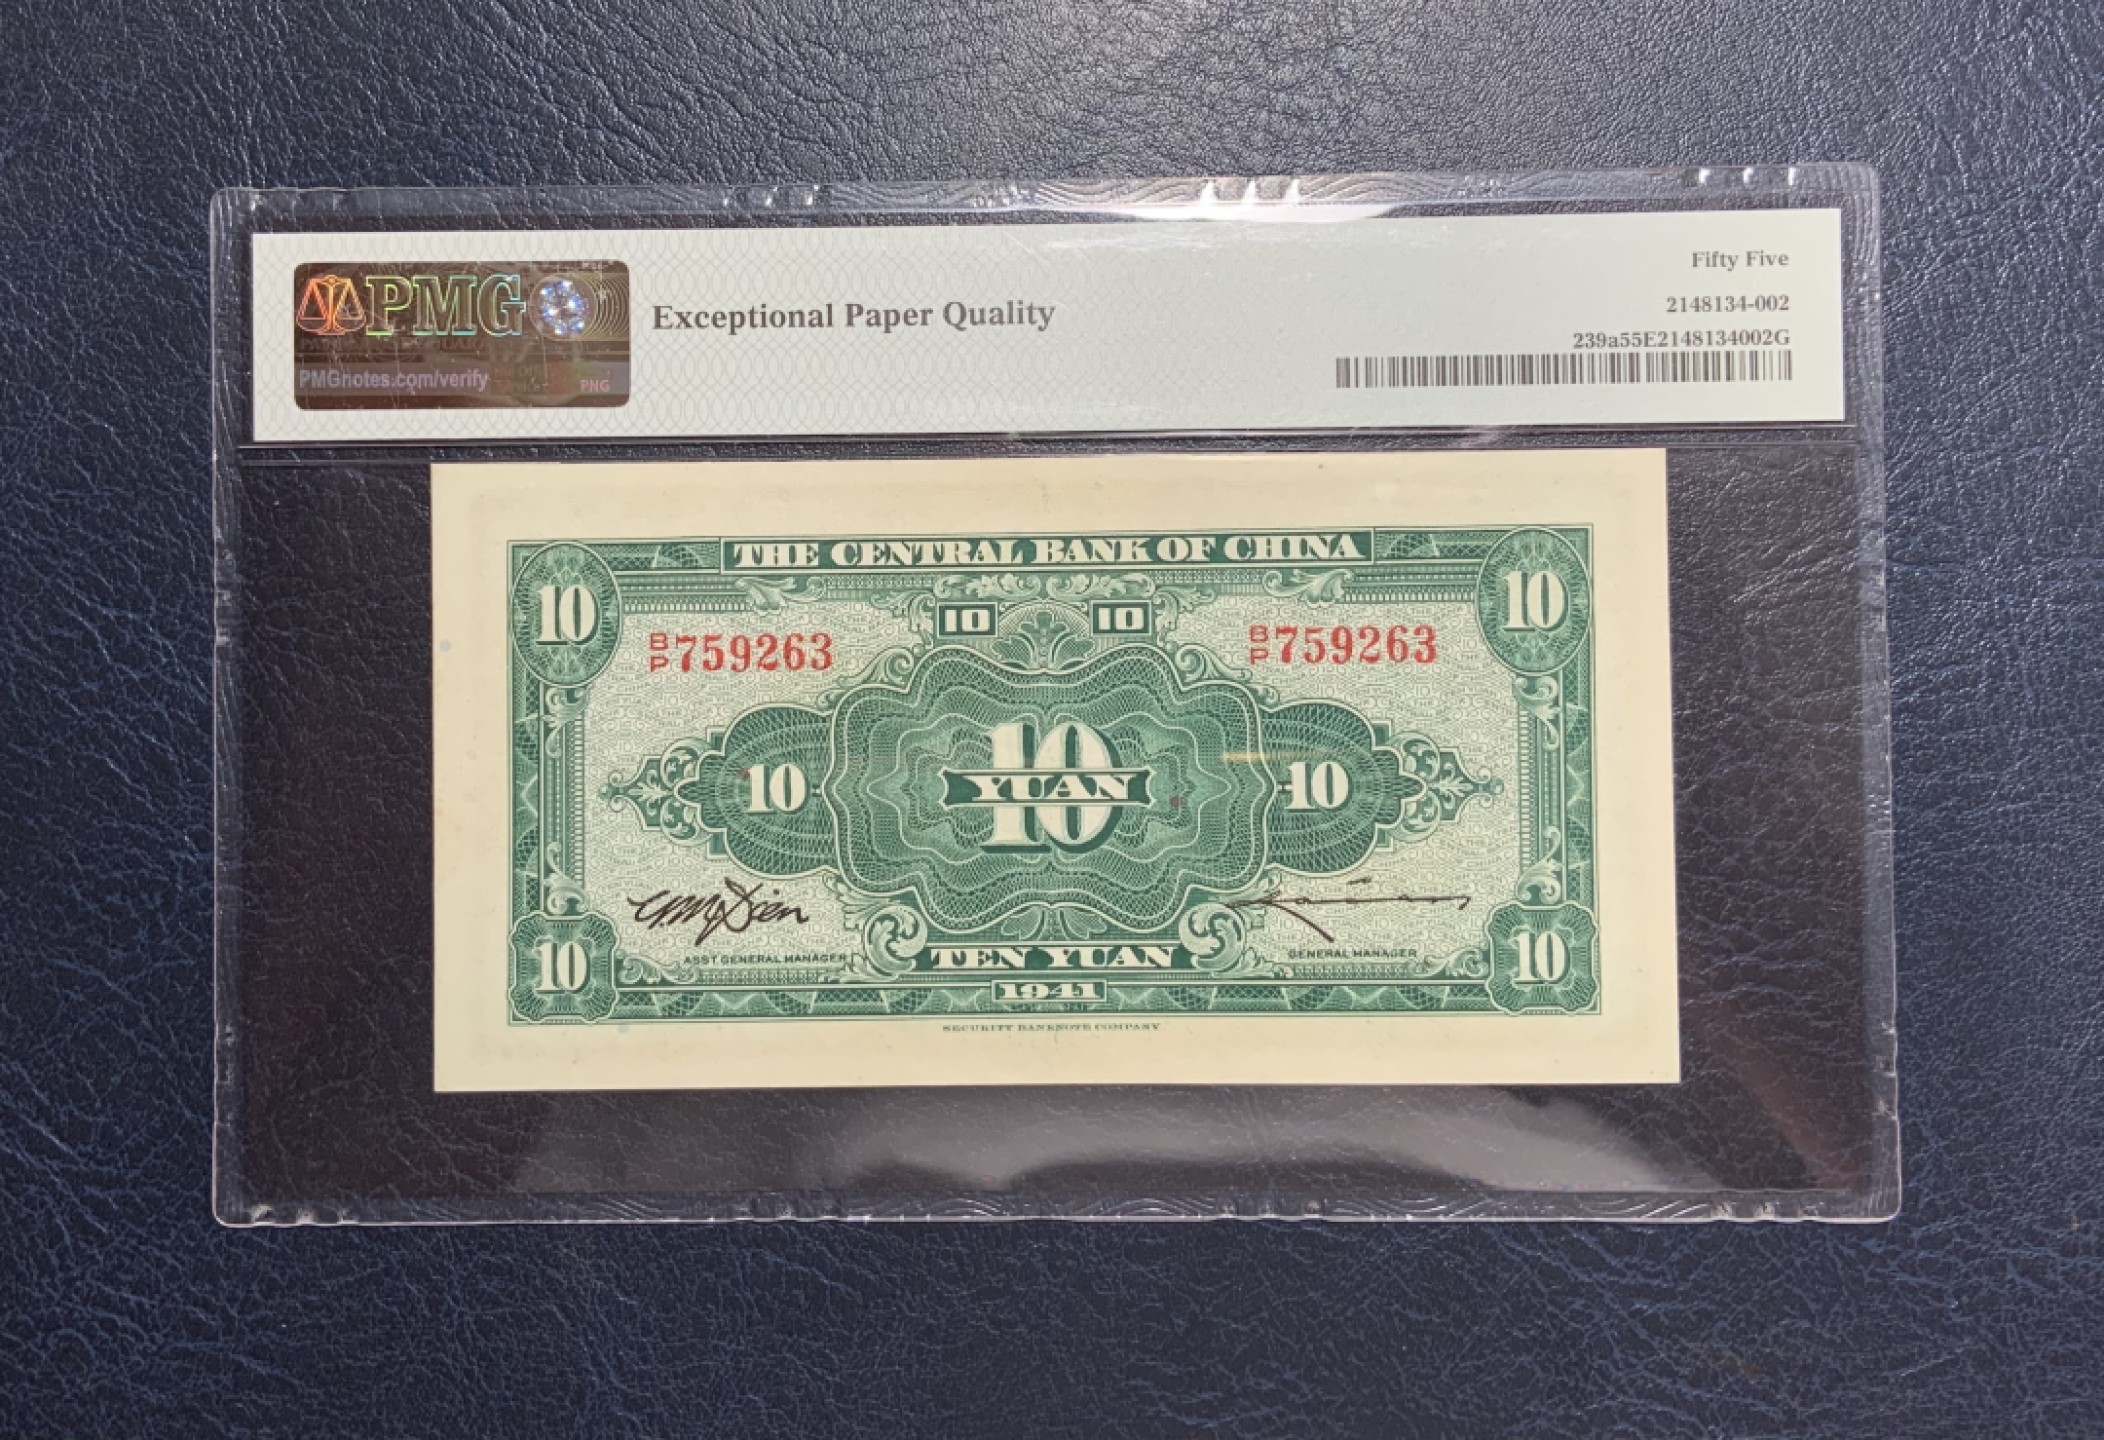 PMG
PMGnotes.com/verify
PNG
Exceptional Paper Quality
Fifty Five
2148134-002
239a55E2148134002G
THE CENTRAL BANK OF CHINA
10 10
10 10
B/P 759263 B/P 759263
10 10 YUAN 10
ASST GENERAL MANAGER GENERAL MANAGER
10 TEN YUAN 10
1941
SECURITY BANKNOTE COMPANY